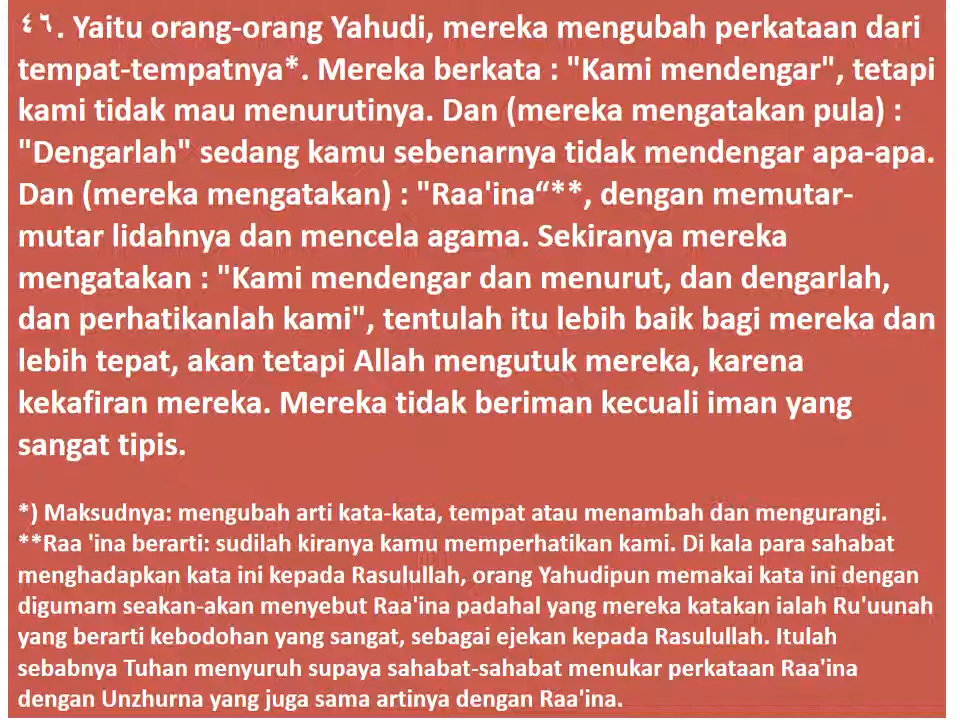 ٤٦. Yaitu orang-orang Yahudi, mereka mengubah perkataan dari
tempat-tempatnya*. Mereka berkata : "Kami mendengar", tetapi
kami tidak mau menurutinya. Dan (mereka mengatakan pula) :
"Dengarlah" sedang kamu sebenarnya tidak mendengar apa-apa.
Dan (mereka mengatakan) : "Raa'ina“**, dengan memutar-
mutar lidahnya dan mencela agama. Sekiranya mereka
mengatakan : "Kami mendengar dan menurut, dan dengarlah,
dan perhatikanlah kami", tentulah itu lebih baik bagi mereka dan
lebih tepat, akan tetapi Allah mengutuk mereka, karena
kekafiran mereka. Mereka tidak beriman kecuali iman yang
sangat tipis.
*) Maksudnya: mengubah arti kata-kata, tempat atau menambah dan mengurangi.
**Raa 'ina berarti: sudilah kiranya kamu memperhatikan kami. Di kala para sahabat
menghadapkan kata ini kepada Rasulullah, orang Yahudipun memakai kata ini dengan
digumam seakan-akan menyebut Raa'ina padahal yang mereka katakan ialah Ru'uunah
yang berarti kebodohan yang sangat, sebagai ejekan kepada Rasulullah. Itulah
sebabnya Tuhan menyuruh supaya sahabat-sahabat menukar perkataan Raa'ina
dengan Unzhurna yang juga sama artinya dengan Raa'ina.